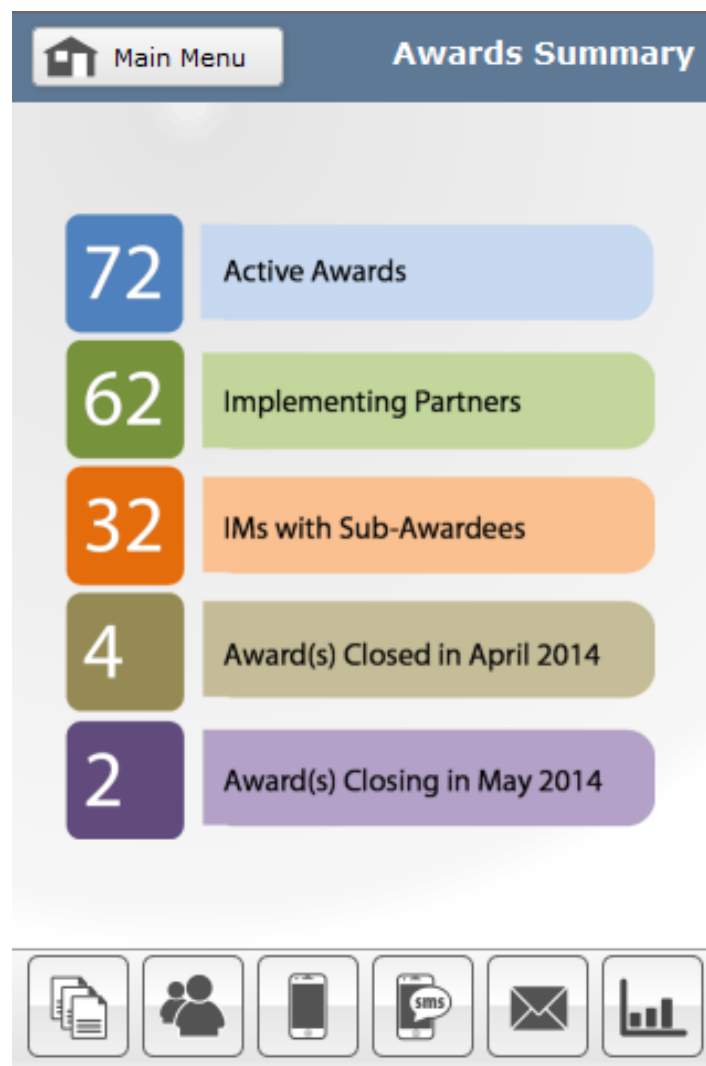 Main Menu
Awards Summary
72 Active Awards
62 Implementing Partners
32 IMs with Sub-Awardees
4 Award(s) Closed in April 2014
2 Award(s) Closing in May 2014
sms